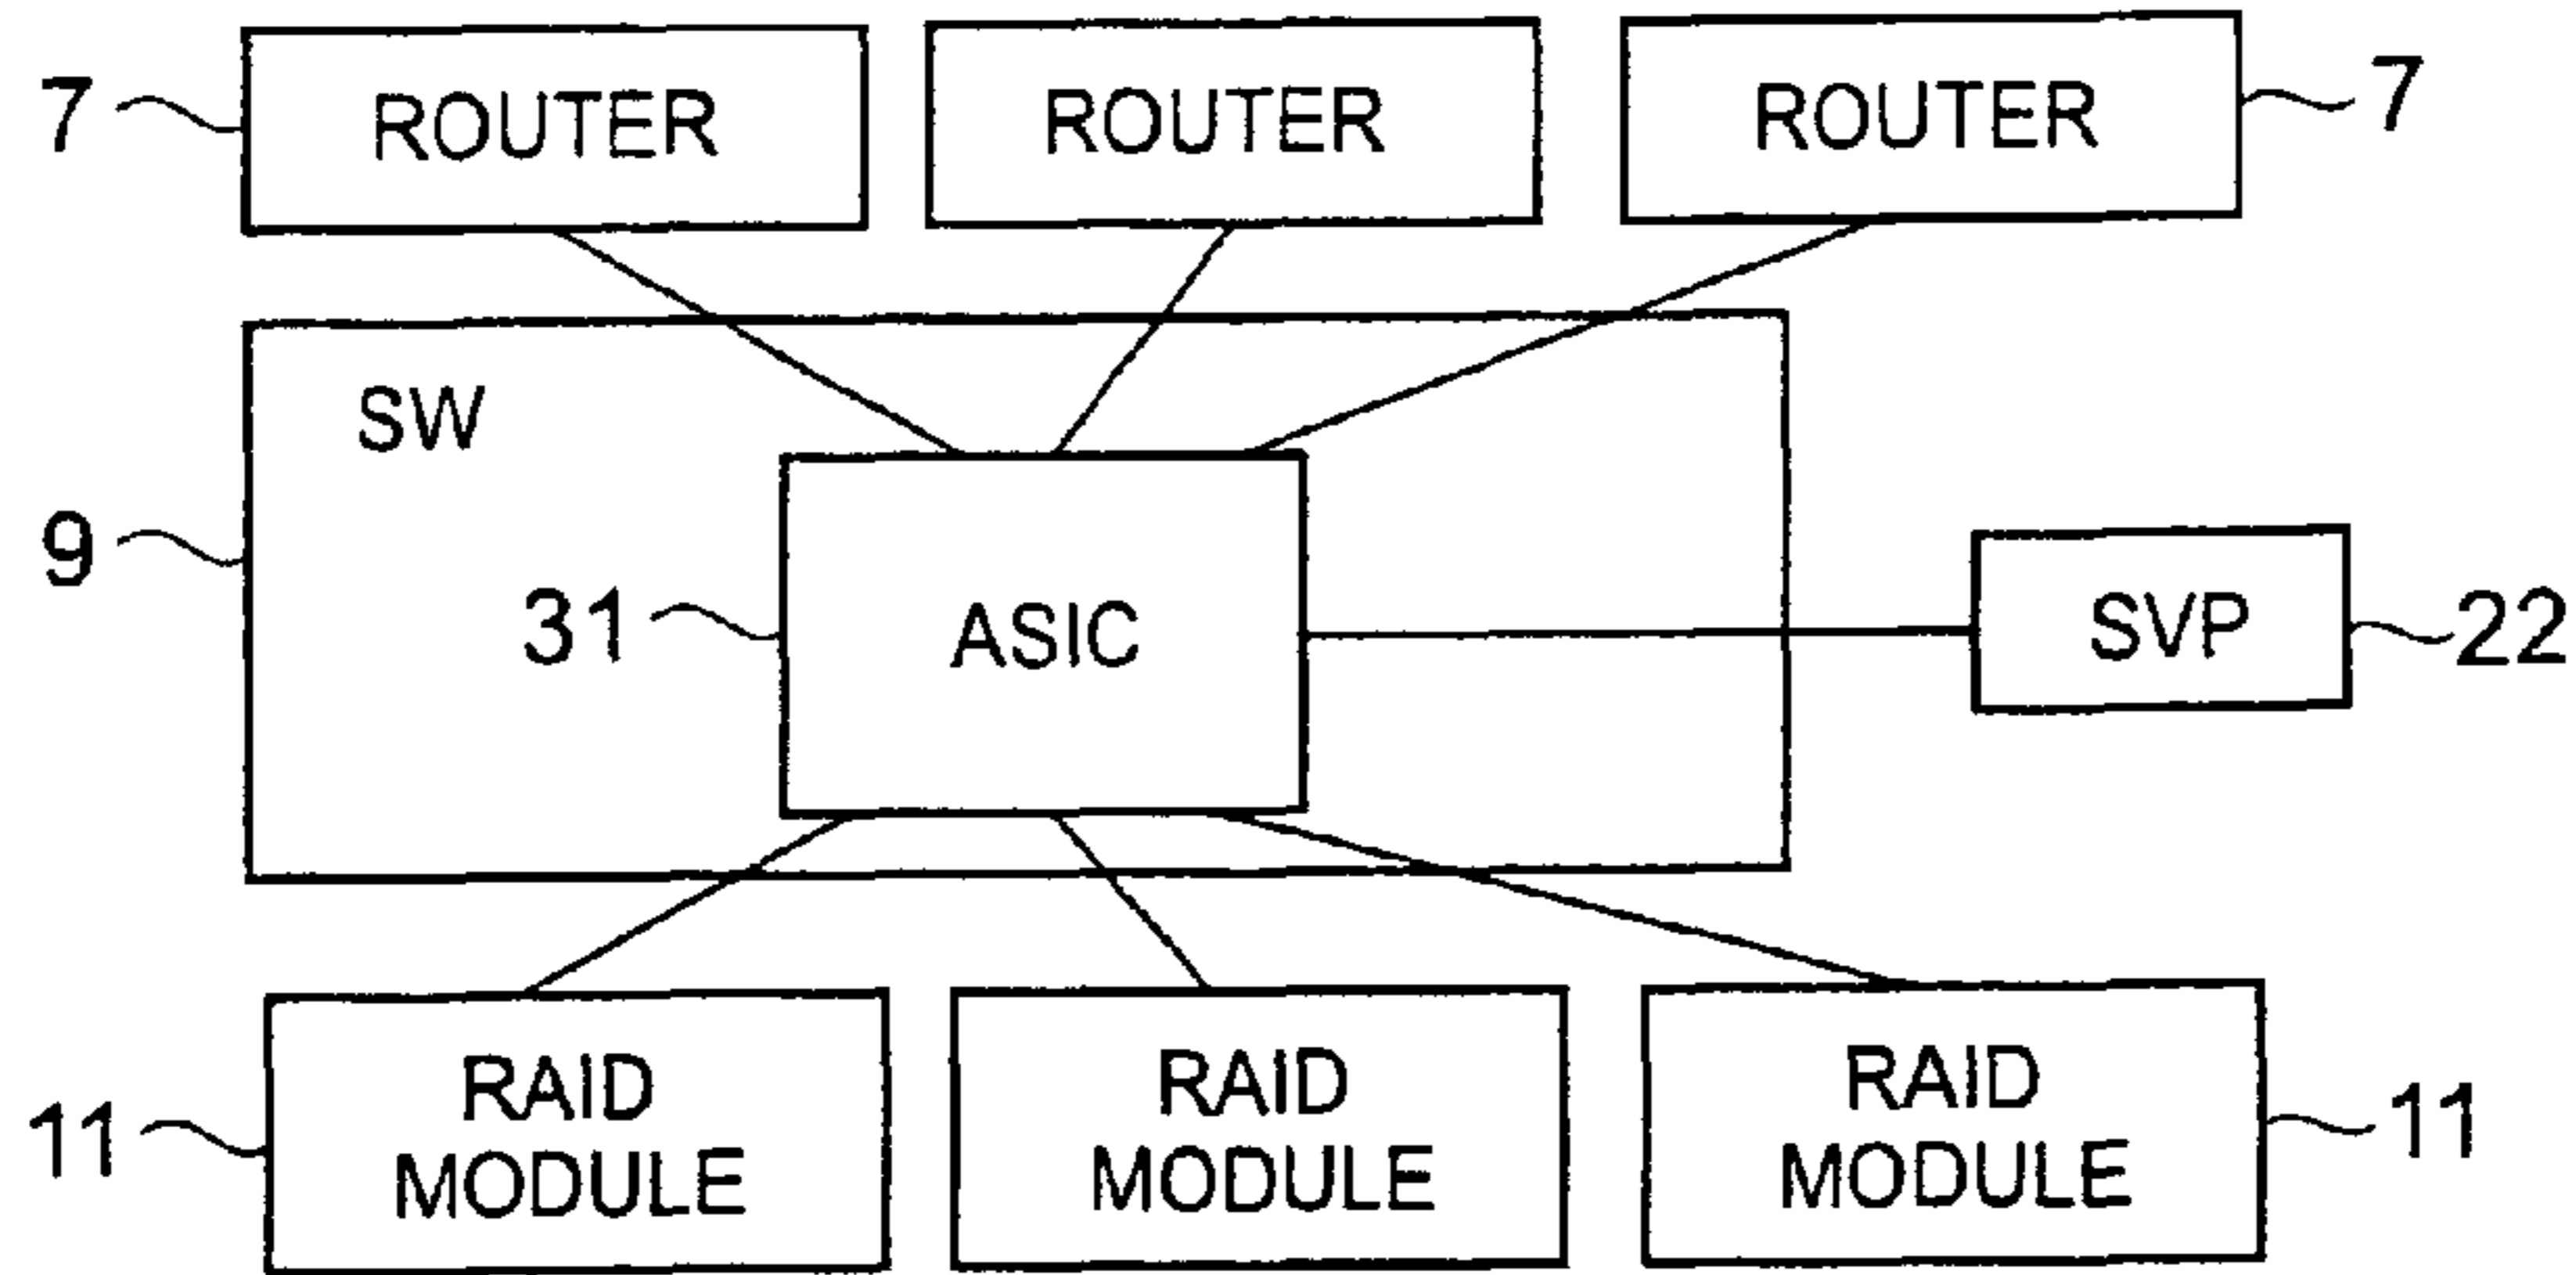 7 ROUTER ROUTER ROUTER 7
SW
9
31 ASIC SVP 22
RAID MODULE
RAID MODULE
RAID MODULE
11 11